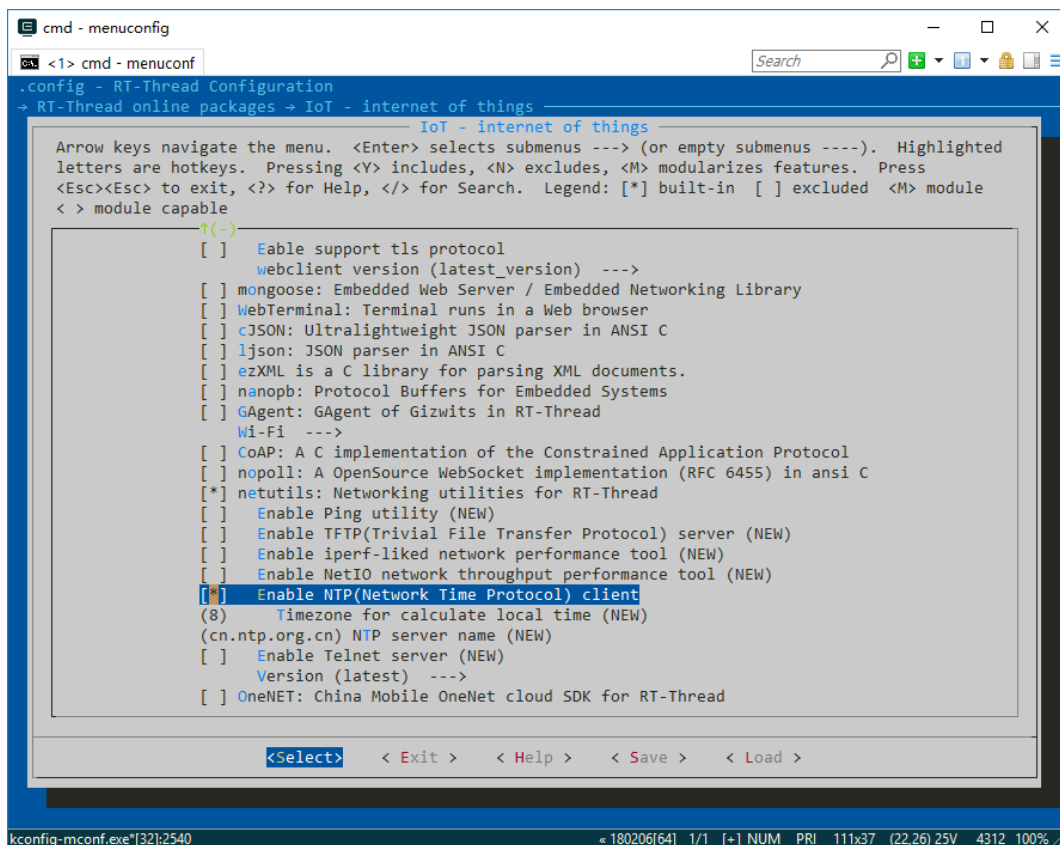 cmd - menuconfig
<1> cmd - menuconf
Search
.config - RT-Thread Configuration
→ RT-Thread online packages → IoT - internet of things
IoT - internet of things
Arrow keys navigate the menu.  <Enter> selects submenus ---> (or empty submenus ----).  Highlighted
letters are hotkeys.  Pressing <Y> includes, <N> excludes, <M> modularizes features.  Press
<Esc><Esc> to exit, <?> for Help, </> for Search.  Legend: [*] built-in  [ ] excluded  <M> module
< > module capable
↑(-)
[ ]   Eable support tls protocol
webclient version (latest_version)  --->
[ ] mongoose: Embedded Web Server / Embedded Networking Library
[ ] WebTerminal: Terminal runs in a Web browser
[ ] cJSON: Ultralightweight JSON parser in ANSI C
[ ] ljson: JSON parser in ANSI C
[ ] ezXML is a C library for parsing XML documents.
[ ] nanopb: Protocol Buffers for Embedded Systems
[ ] GAgent: GAgent of Gizwits in RT-Thread
Wi-Fi  --->
[ ] CoAP: A C implementation of the Constrained Application Protocol
[ ] nopoll: A OpenSource WebSocket implementation (RFC 6455) in ansi C
[*] netutils: Networking utilities for RT-Thread
[ ]   Enable Ping utility (NEW)
[ ]   Enable TFTP(Trivial File Transfer Protocol) server (NEW)
[ ]   Enable iperf-liked network performance tool (NEW)
[ ]   Enable NetIO network throughput performance tool (NEW)
[*]   Enable NTP(Network Time Protocol) client
(8)     Timezone for calculate local time (NEW)
(cn.ntp.org.cn) NTP server name (NEW)
[ ]   Enable Telnet server (NEW)
Version (latest)  --->
[ ] OneNET: China Mobile OneNet cloud SDK for RT-Thread
<Select>    < Exit >    < Help >    < Save >    < Load >
kconfig-mconf.exe*[32]:2540    « 180206[64]  1/1  [+] NUM  PRI  111x37  (22,26) 25V  4312  100%